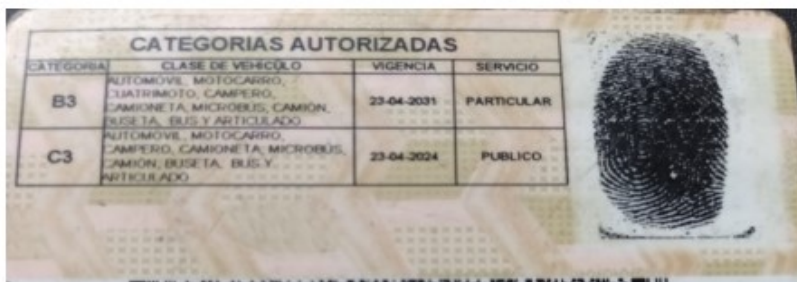 CATEGORIAS AUTORIZADAS
CATEGORIA CLASE DE VEHICULO VIGENCIA SERVICIO
B3 AUTOMOVIL, MOTOCARRO, CUATRIMOTO, CAMPERO, CAMIONETA, MICROBUS, CAMION, BUSETA, BUS Y ARTICULADO 23-04-2031 PARTICULAR
C3 AUTOMOVIL, MOTOCARRO, CAMPERO, CAMIONETA, MICROBUS, CAMION, BUSETA, BUS Y ARTICULADO 23-04-2024 PUBLICO